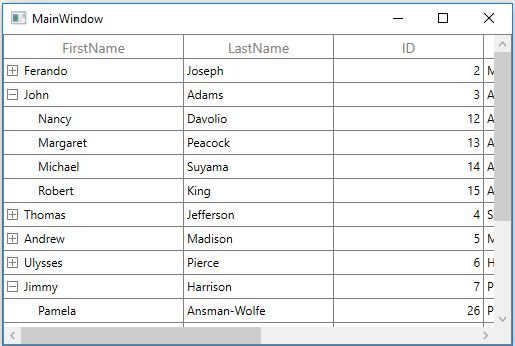 MainWindow
FirstName LastName ID
Ferando Joseph 2 M
John Adams 3 A
Nancy Davolio 12 A
Margaret Peacock 13 A
Michael Suyama 14 A
Robert King 15 A
Thomas Jefferson 4 S
Andrew Madison 5 M
Ulysses Pierce 6 H
Jimmy Harrison 7 P
Pamela Ansman-Wolfe 26 P